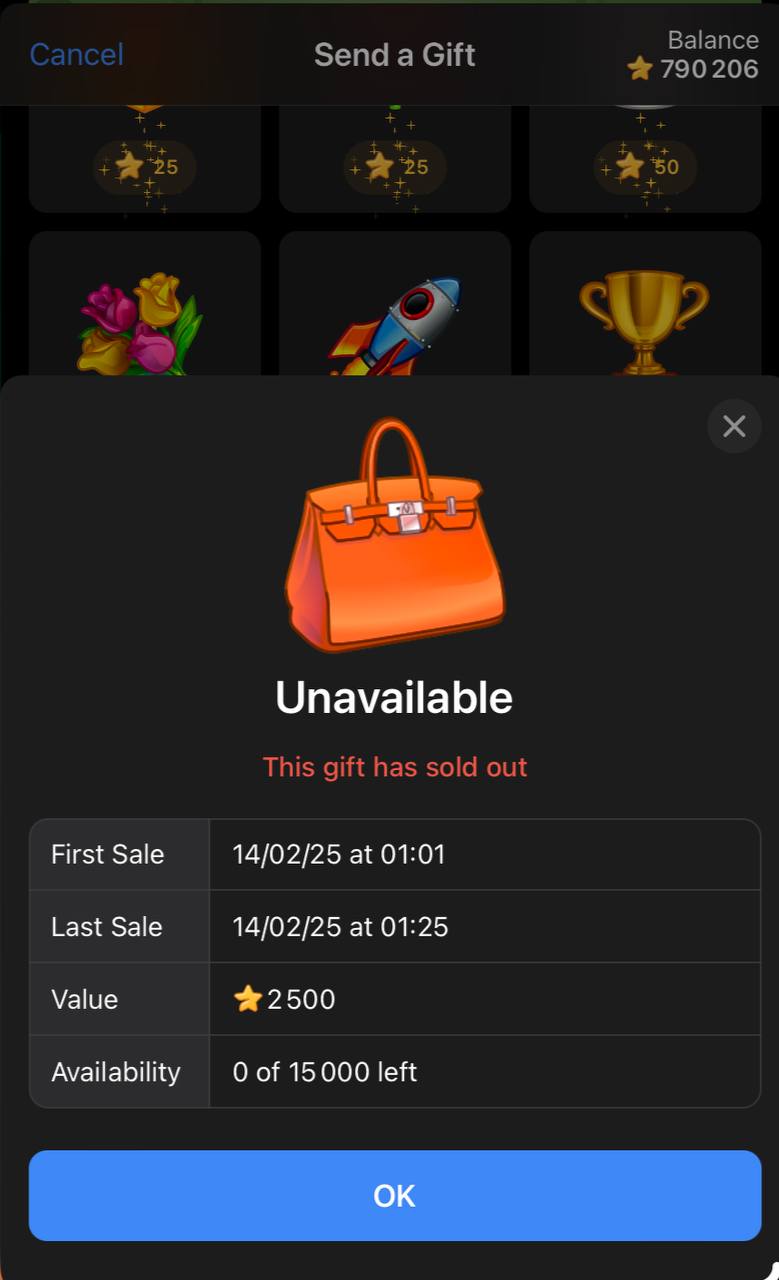 Cancel
Send a Gift
Balance
790 206
25
25
50
Unavailable
This gift has sold out
First Sale
14/02/25 at 01:01
Last Sale
14/02/25 at 01:25
Value
2 500
Availability
0 of 15 000 left
OK